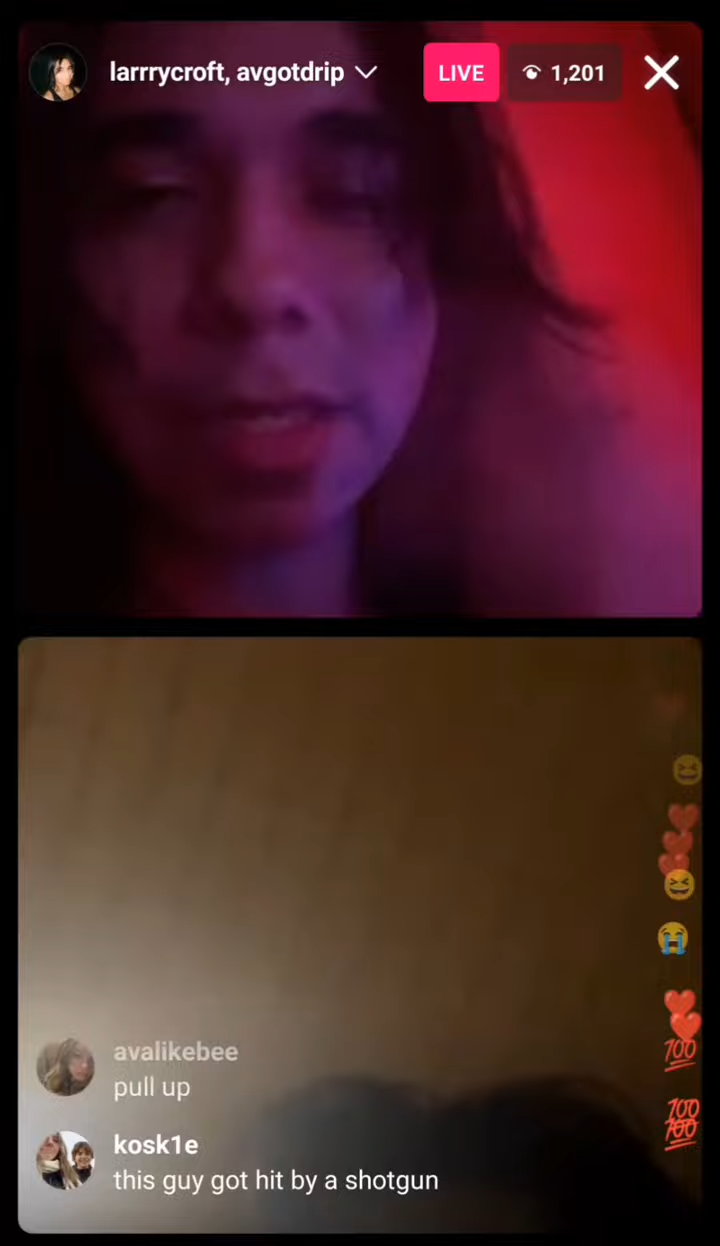 larrrycroft, avgotdrip
LIVE
1,201
avalikebee
pull up
kosk1e
this guy got hit by a shotgun
💯
💯
💯